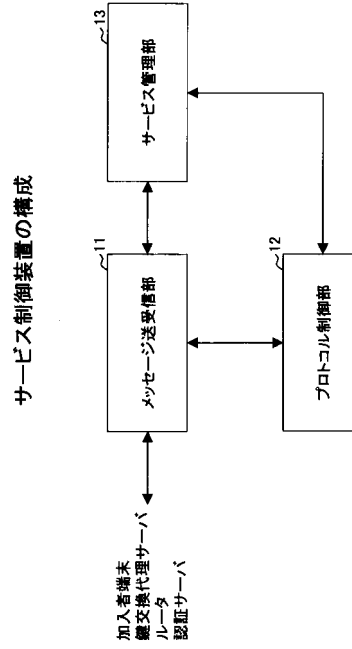 サービス制御装置の構成
加入者端末
鍵交換代理サーバ
ルータ
認証サーバ
11
メッセージ送受信部
13
サービス管理部
12
プロトコル制御部